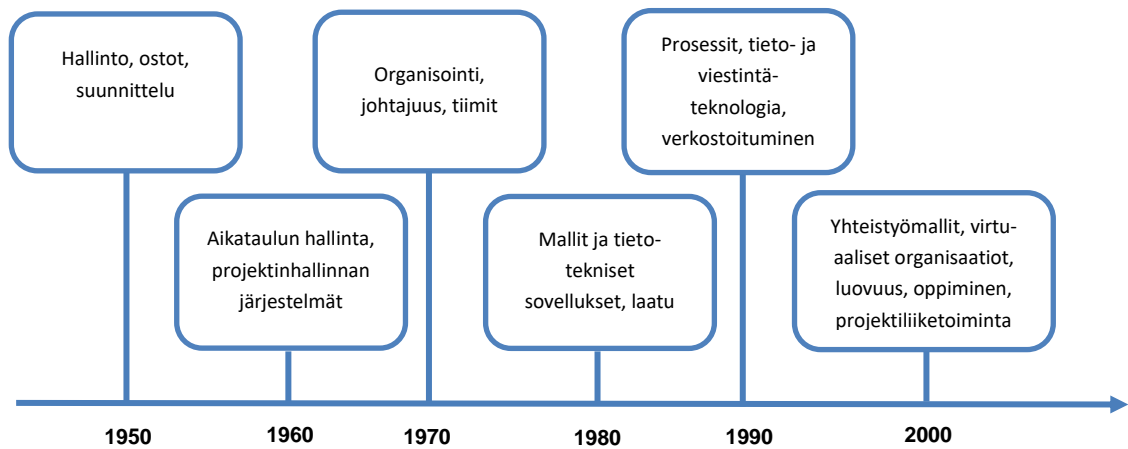 Hallinto, ostot,
suunnittelu
Organisointi,
johtajuus, tiimit
Prosessit, tieto- ja
viestintä-
teknologia,
verkostoituminen
Aikataulun hallinta,
projektinhallinnan
järjestelmät
Mallit ja tieto-
tekniset
sovellukset, laatu
Yhteistyömallit, virtu-
aaliset organisaatiot,
luovuus, oppiminen,
projektiliiketoiminta
1950
1960
1970
1980
1990
2000